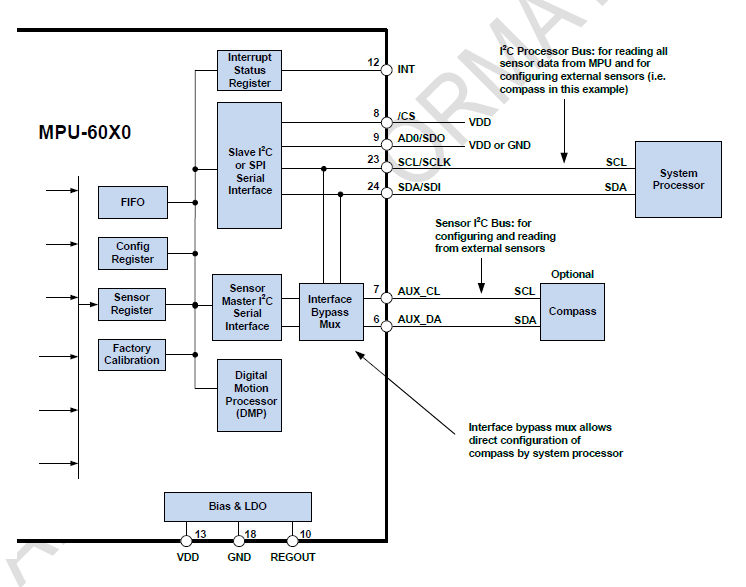 Interrupt
Status
Register
12
INT
I²C Processor Bus: for reading all
sensor data from MPU and for
configuring external sensors (i.e.
compass in this example)
MPU-60X0
Slave I²C
or SPI
Serial
Interface
8
/CS
VDD
9
AD0/SDO
VDD or GND
23
SCL/SCLK
SCL
24
SDA/SDI
SDA
System
Processor
FIFO
Config
Register
Sensor
Register
Factory
Calibration
Sensor I²C Bus: for
configuring and reading
from external sensors
Sensor
Master I²C
Serial
Interface
Interface
Bypass
Mux
7
AUX_CL
SCL
6
AUX_DA
SDA
Optional
Compass
Digital
Motion
Processor
(DMP)
Interface bypass mux allows
direct configuration of
compass by system processor
Bias & LDO
13
18
10
VDD
GND
REGOUT